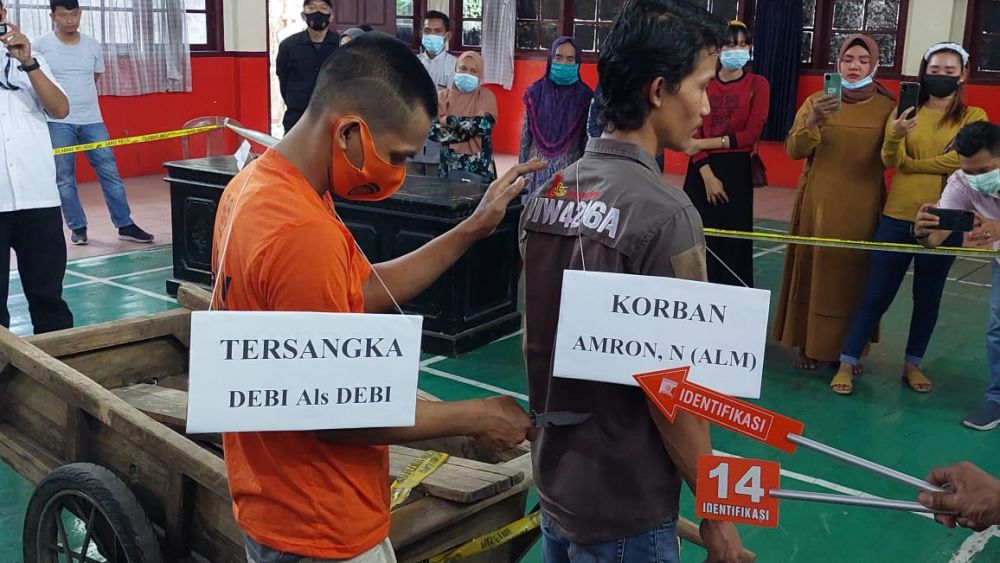 TERSANGKA
DEBI Als DEBI
KORBAN
AMRON, N (ALM)
IDENTIFIKASI
14
IDENTIFIKASI